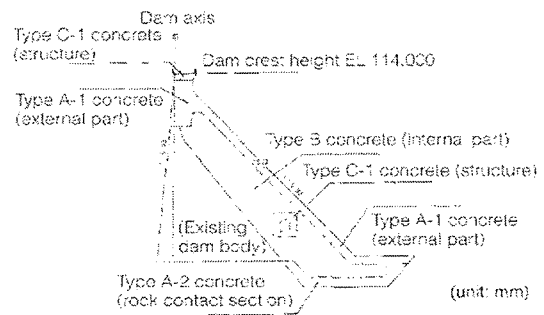 Dam axis
Type C-1 concrete
(structure)
Dam crest height EL 114.000
Type A-1 concrete
(external part)
Type B concrete (internal part)
Type C-1 concrete (structure)
Type A-1 concrete
(external part)
(Existing
dam body)
Type A-2 concrete
(rock contact section)
(unit: mm)